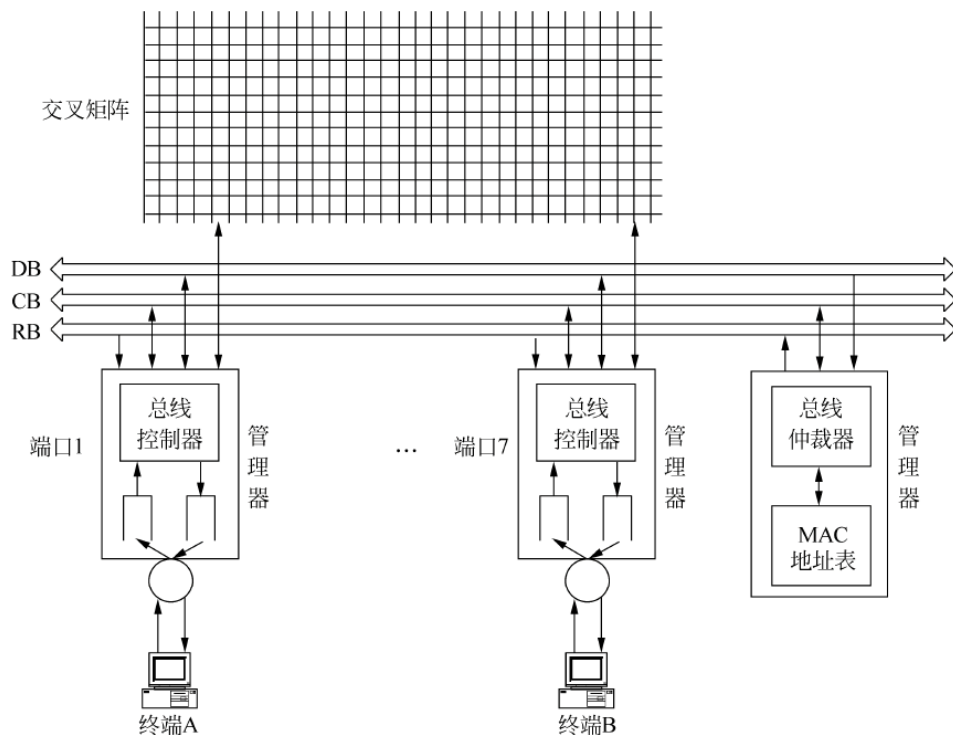 交叉矩阵
DB
CB
RB
端口1
总线
控制器
管理器
…
端口7
总线
控制器
管理器
总线
仲裁器
MAC
地址表
管理器
终端A
终端B